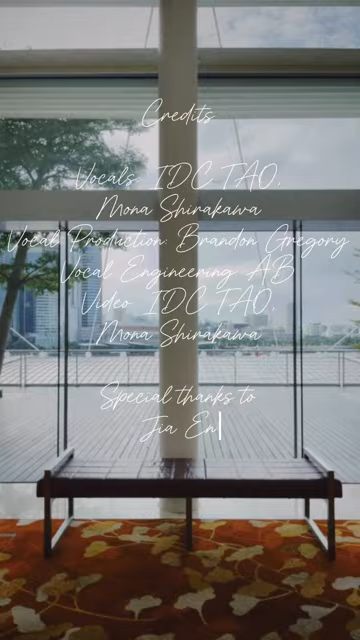 Credits
Vocals: IDC TAO,
Mona Shirakawa
Vocal Production: Brandon Gregory
Vocal Engineering: AB
Video: IDC TAO,
Mona Shirakawa
Special thanks to
Jia En